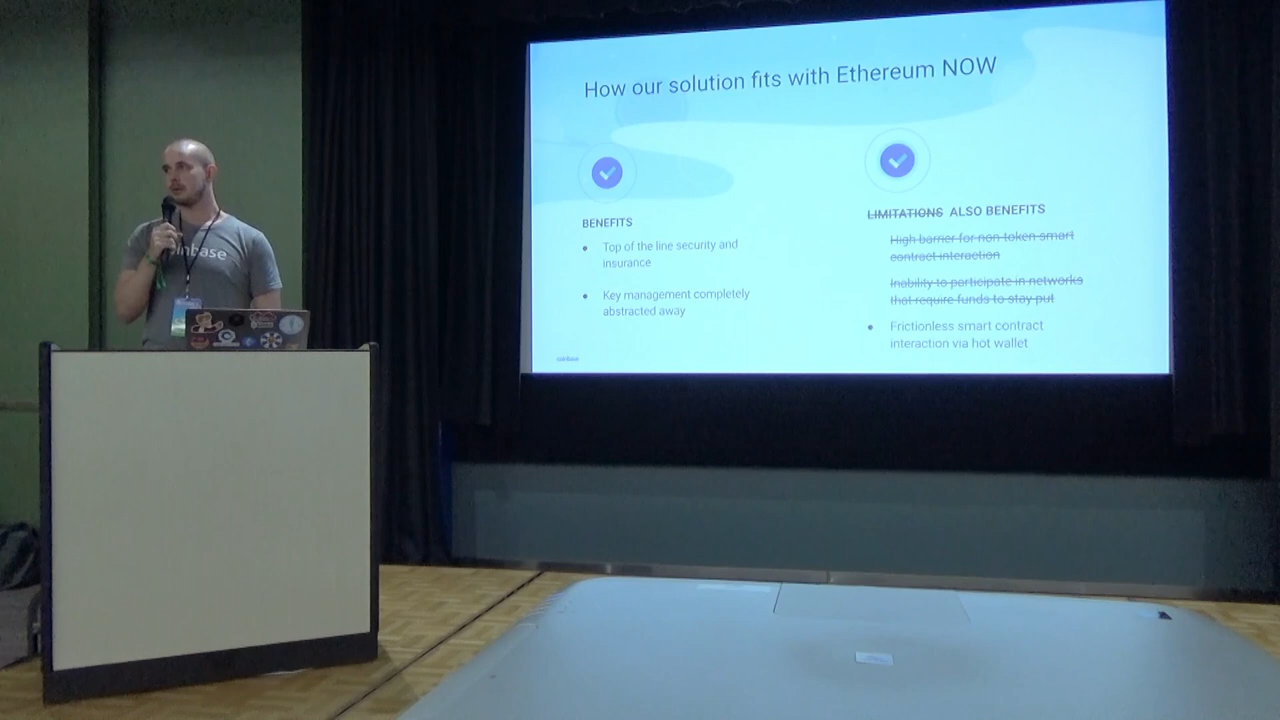 How our solution fits with Ethereum NOW
BENEFITS
• Top of the line security and
insurance
• Key management completely
abstracted away
LIMITATIONS ALSO BENEFITS
High barrier for non-token smart
contract interaction
Inability to participate in networks
that require funds to stay put
• Frictionless smart contract
interaction via hot wallet
coinbase
inbase